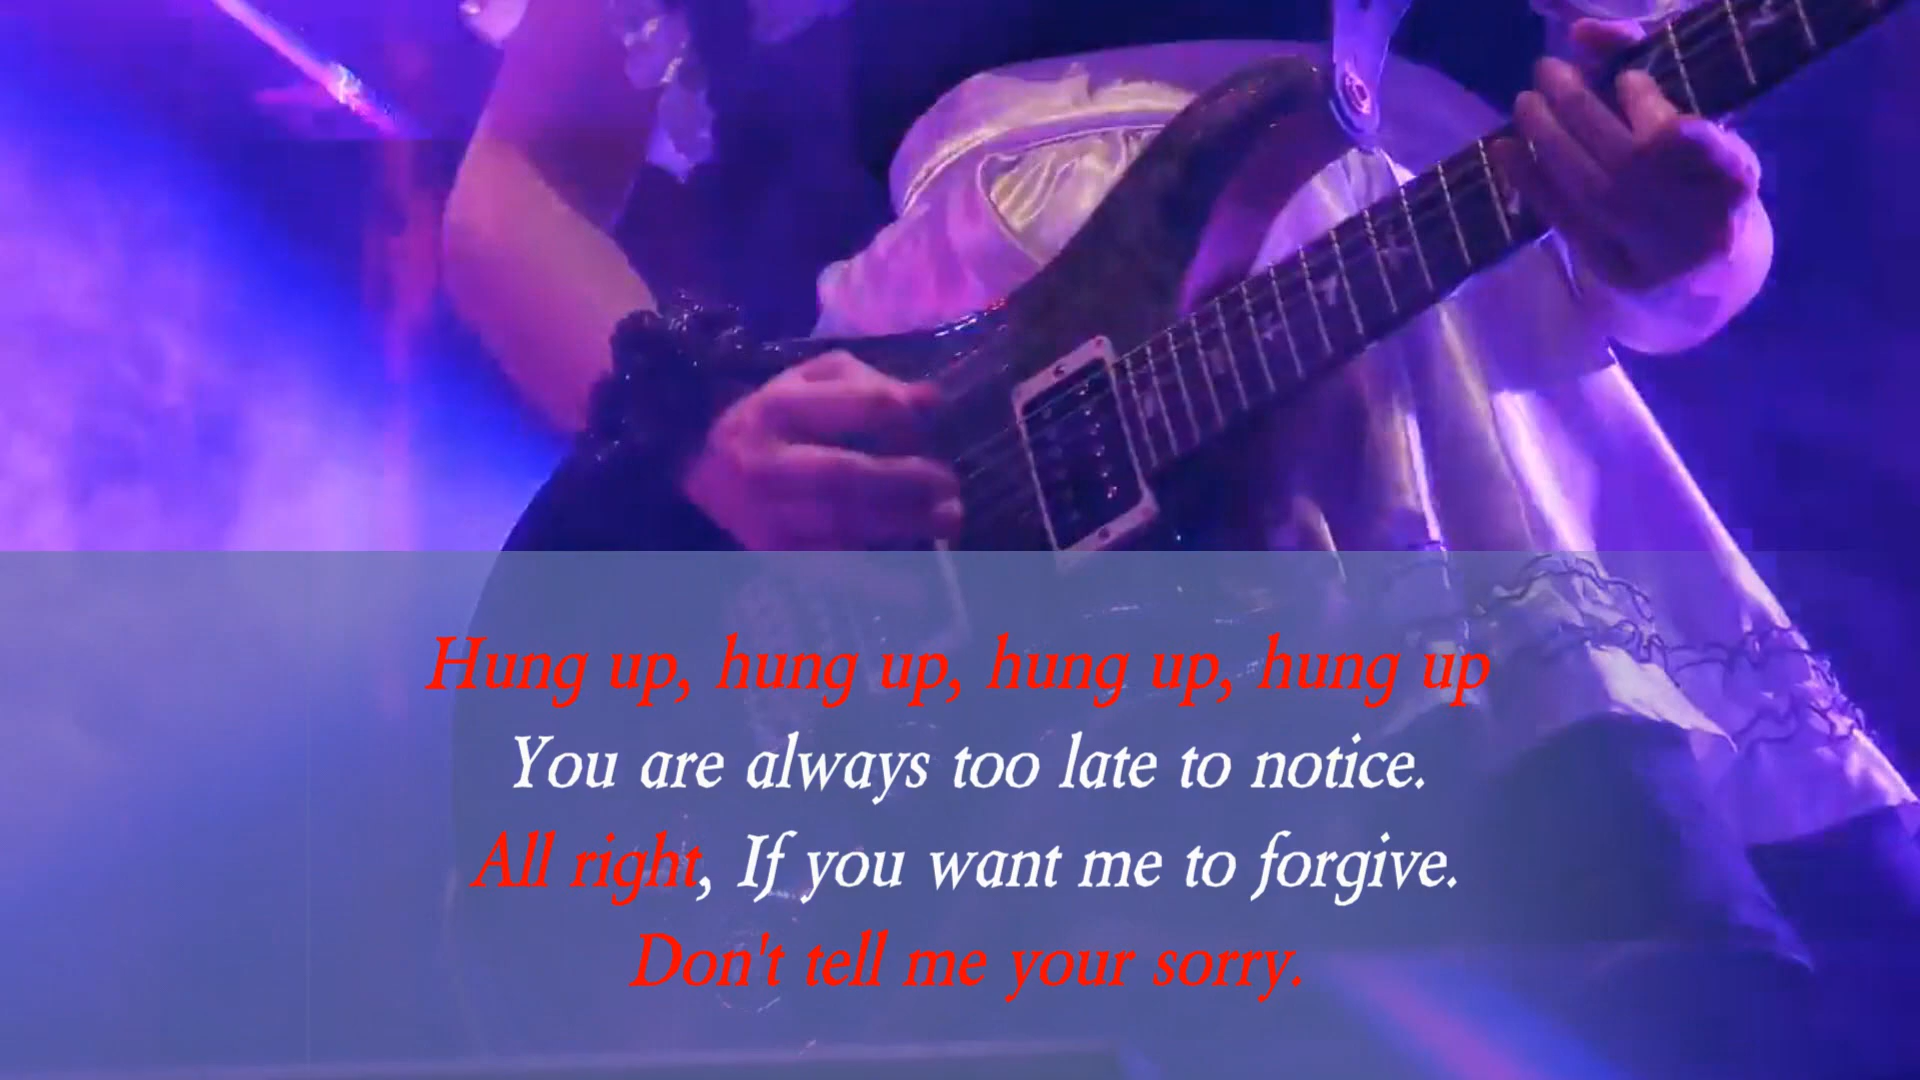 Hung up, hung up, hung up, hung up
You are always too late to notice.
All right, If you want me to forgive.
Don't tell me your sorry.